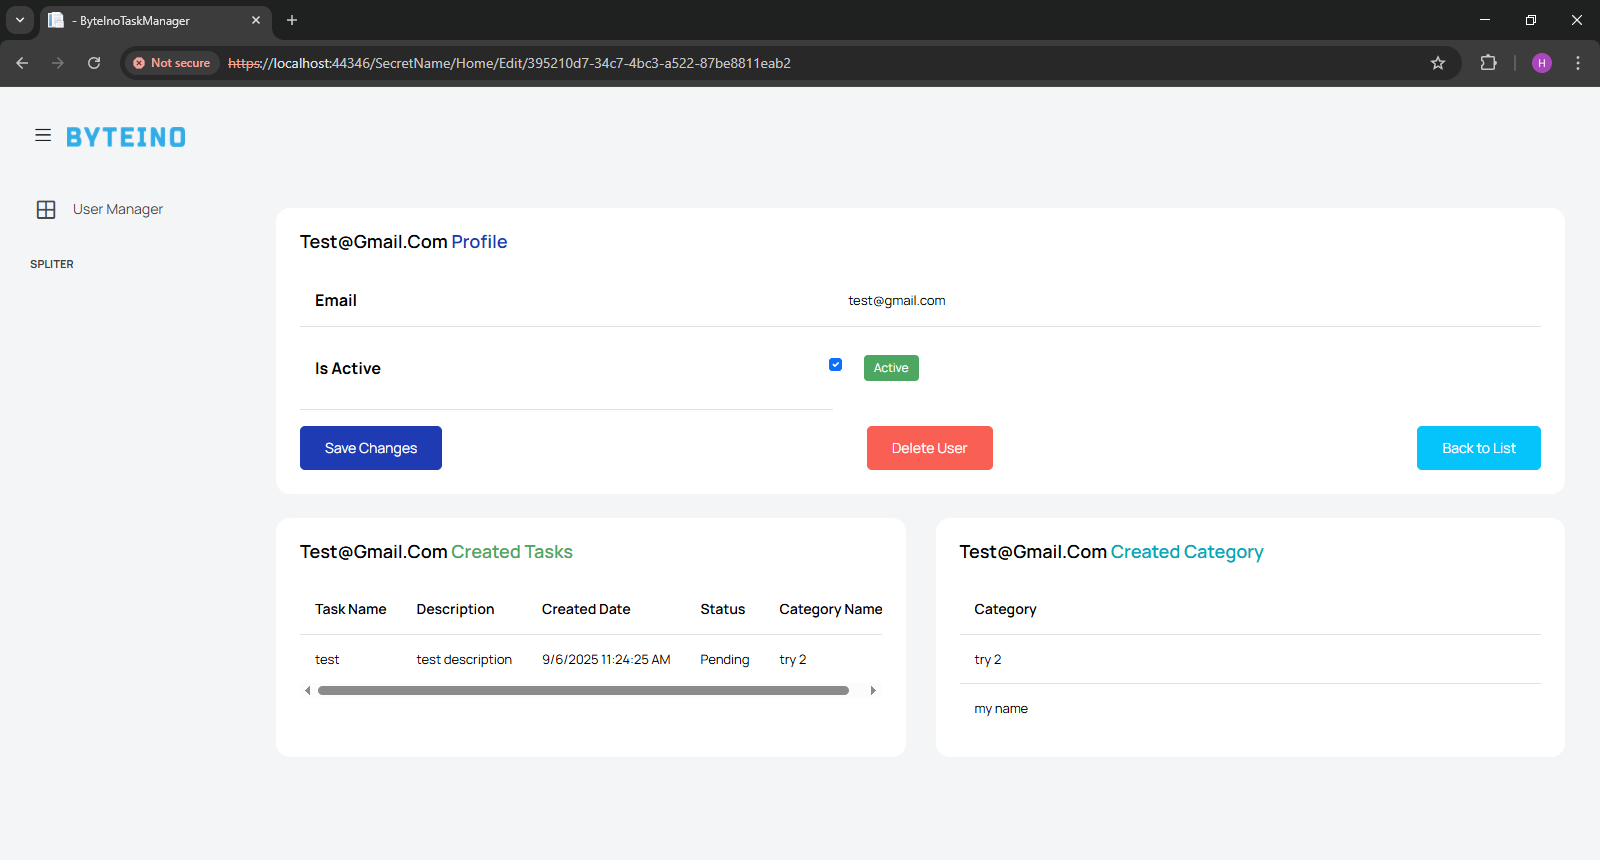 - ByteInoTaskManager
Not secure https://localhost:44346/SecretName/Home/Edit/395210d7-34c7-4bc3-a522-87be8811eab2
H
BYTEINO
User Manager
SPLITER
Test@Gmail.Com Profile
Email test@gmail.com
Is Active Active
Save Changes Delete User Back to List
Test@Gmail.Com Created Tasks
Task Name Description Created Date Status Category Name
test test description 9/6/2025 11:24:25 AM Pending try 2
Test@Gmail.Com Created Category
Category
try 2
my name